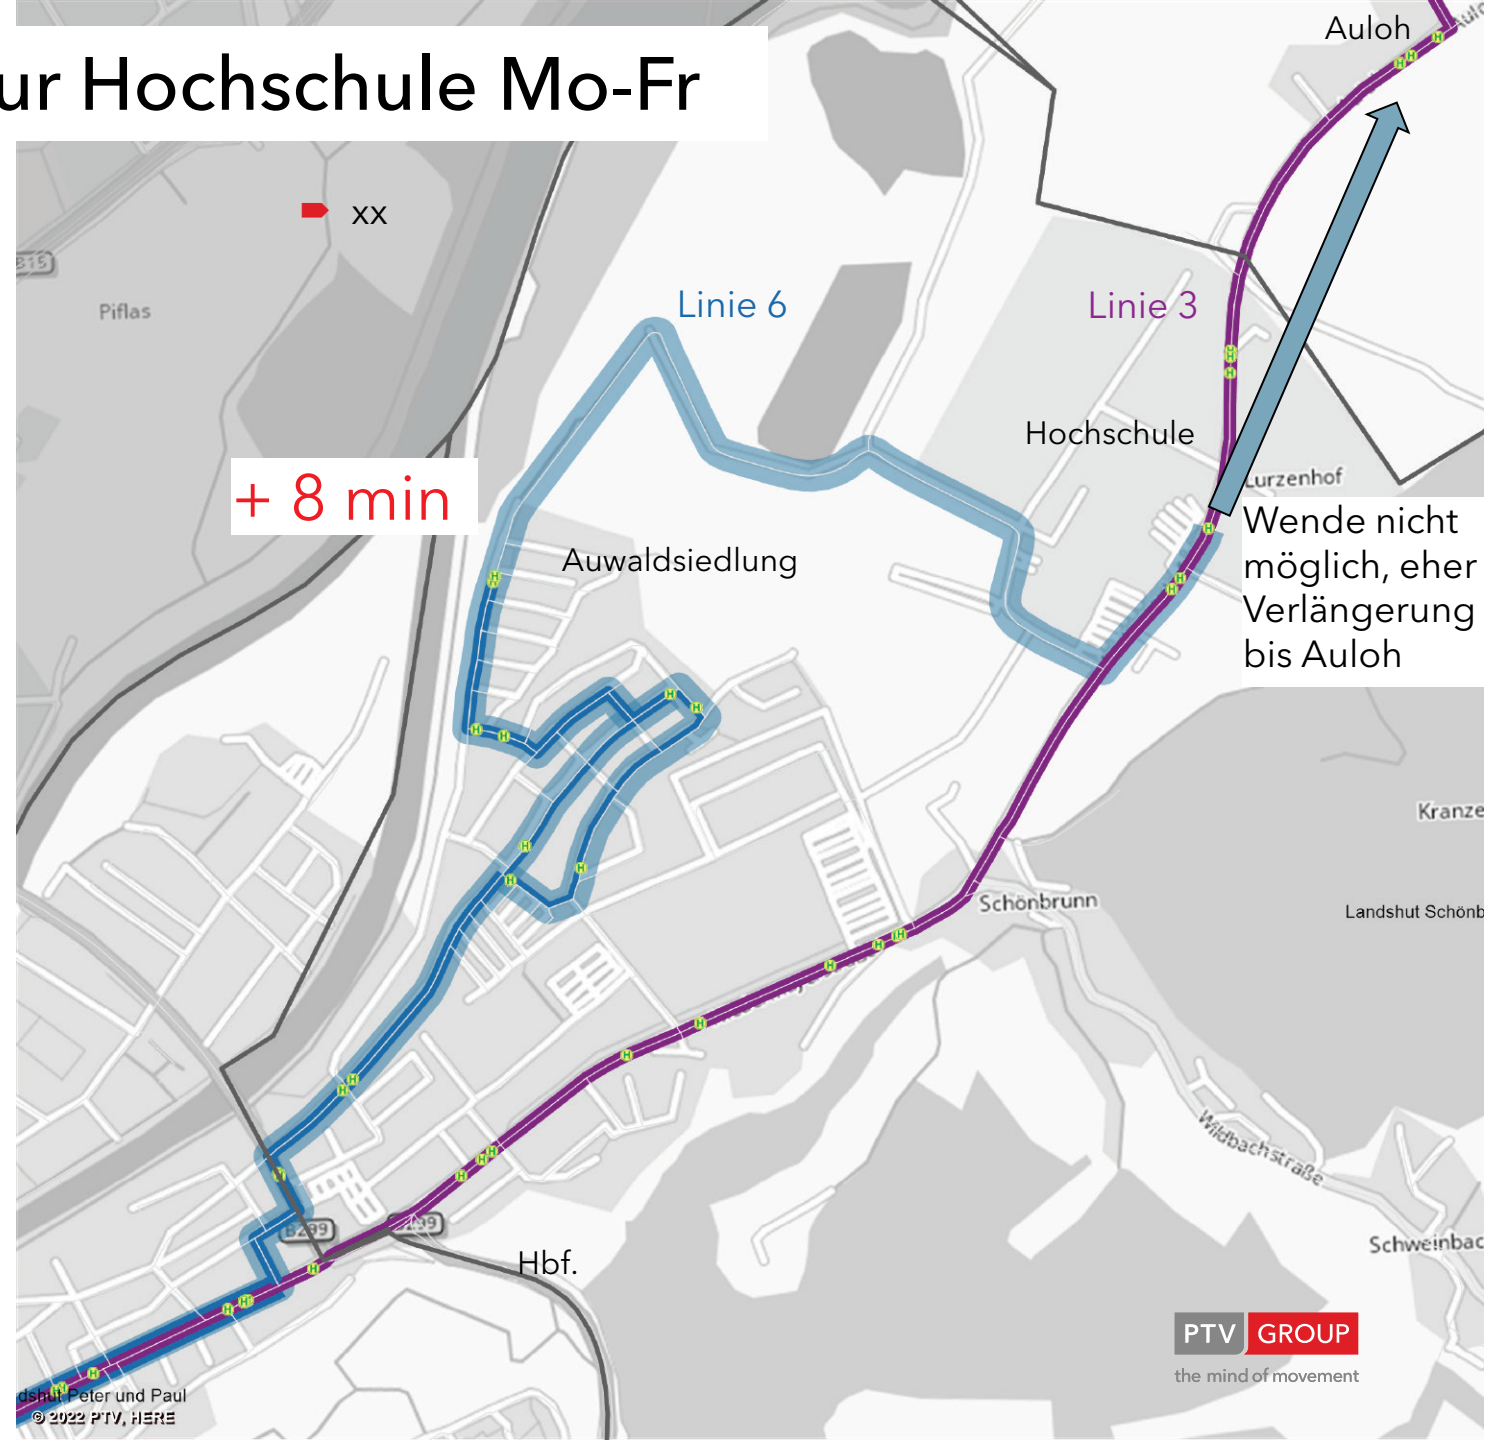 Auloh
ur Hochschule Mo-Fr
xx
B15
Piflas
Linie 6
Linie 3
Hochschule
Lurzenhof
+ 8 min
Wende nicht
möglich, eher
Verlängerung
bis Auloh
Auwaldsiedlung
Kranze
Schönbrunn
Landshut Schönb
Wildbachstraße
B299
B299
Schweinbac
Hbf.
PTV GROUP
the mind of movement
dshut Peter und Paul
© 2022 PTV, HERE